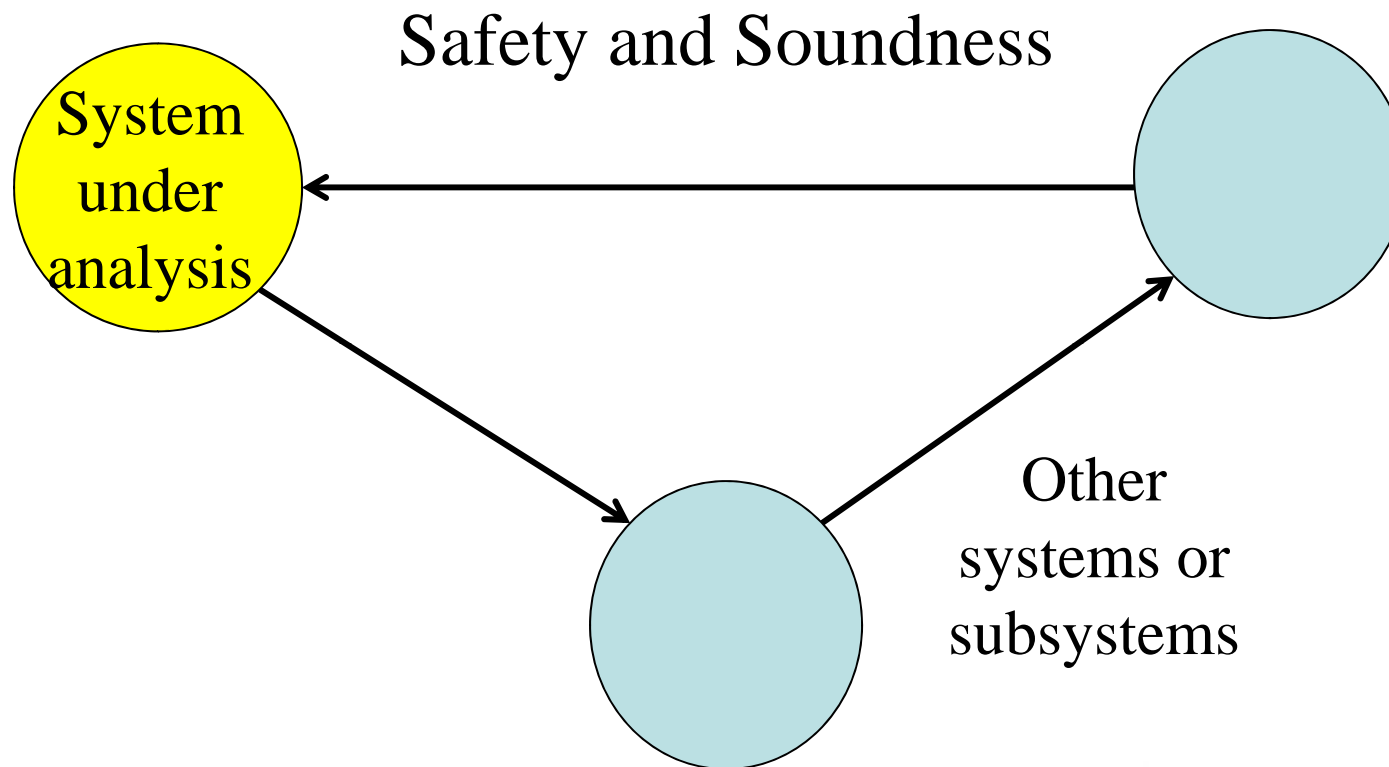 Safety and Soundness
System
under
analysis
Other
systems or
subsystems